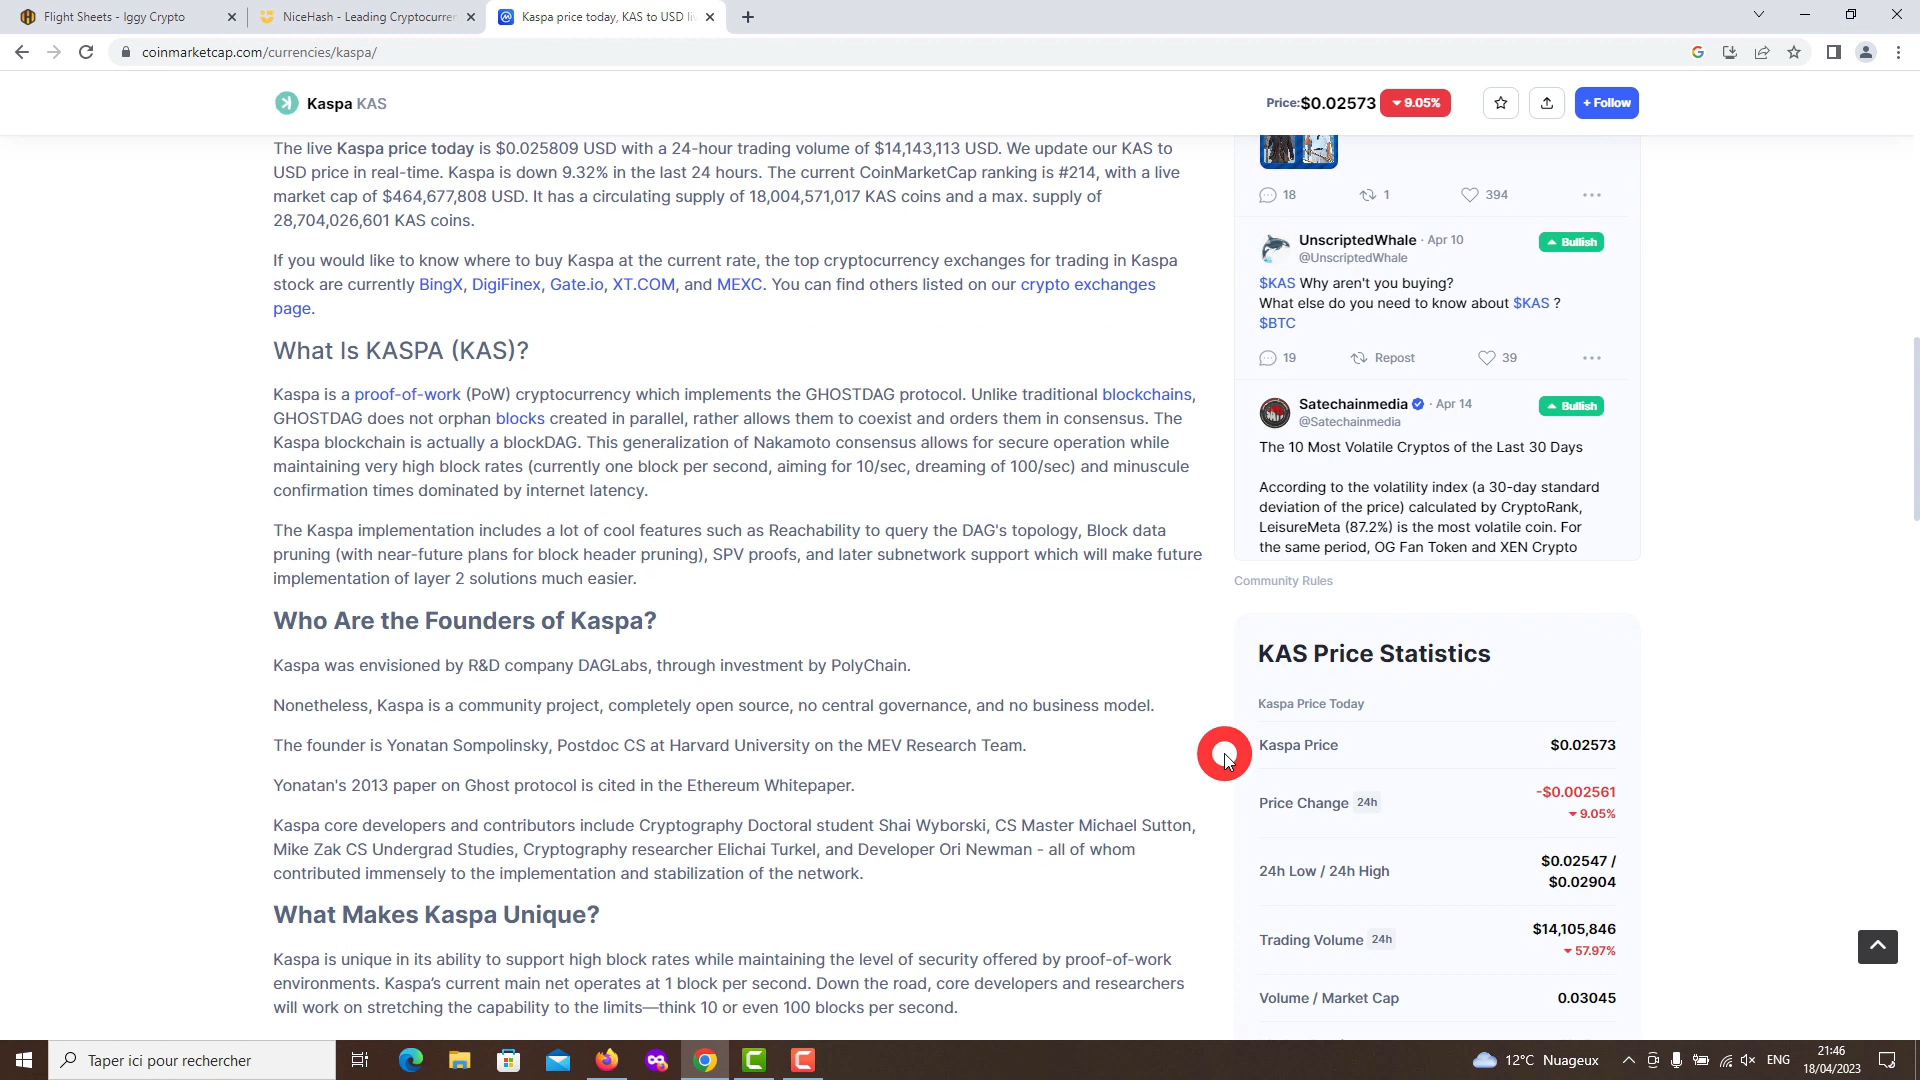 Flight Sheets - Iggy Crypto
NiceHash - Leading Cryptocurren
Kaspa price today, KAS to USD li
coinmarketcap.com/currencies/kaspa/
Kaspa KAS
Price:$0.02573 9.05%
+ Follow
The live Kaspa price today is $0.025809 USD with a 24-hour trading volume of $14,143,113 USD. We update our KAS to
USD price in real-time. Kaspa is down 9.32% in the last 24 hours. The current CoinMarketCap ranking is #214, with a live
market cap of $464,677,808 USD. It has a circulating supply of 18,004,571,017 KAS coins and a max. supply of
28,704,026,601 KAS coins.
If you would like to know where to buy Kaspa at the current rate, the top cryptocurrency exchanges for trading in Kaspa
stock are currently BingX, DigiFinex, Gate.io, XT.COM, and MEXC. You can find others listed on our crypto exchanges
page.
What Is KASPA (KAS)?
Kaspa is a proof-of-work (PoW) cryptocurrency which implements the GHOSTDAG protocol. Unlike traditional blockchains,
GHOSTDAG does not orphan blocks created in parallel, rather allows them to coexist and orders them in consensus. The
Kaspa blockchain is actually a blockDAG. This generalization of Nakamoto consensus allows for secure operation while
maintaining very high block rates (currently one block per second, aiming for 10/sec, dreaming of 100/sec) and minuscule
confirmation times dominated by internet latency.
The Kaspa implementation includes a lot of cool features such as Reachability to query the DAG's topology, Block data
pruning (with near-future plans for block header pruning), SPV proofs, and later subnetwork support which will make future
implementation of layer 2 solutions much easier.
Who Are the Founders of Kaspa?
Kaspa was envisioned by R&D company DAGLabs, through investment by PolyChain.
Nonetheless, Kaspa is a community project, completely open source, no central governance, and no business model.
The founder is Yonatan Sompolinsky, Postdoc CS at Harvard University on the MEV Research Team.
Yonatan's 2013 paper on Ghost protocol is cited in the Ethereum Whitepaper.
Kaspa core developers and contributors include Cryptography Doctoral student Shai Wyborski, CS Master Michael Sutton,
Mike Zak CS Undergrad Studies, Cryptography researcher Elichai Turkel, and Developer Ori Newman - all of whom
contributed immensely to the implementation and stabilization of the network.
What Makes Kaspa Unique?
Kaspa is unique in its ability to support high block rates while maintaining the level of security offered by proof-of-work
environments. Kaspa’s current main net operates at 1 block per second. Down the road, core developers and researchers
will work on stretching the capability to the limits—think 10 or even 100 blocks per second.
18 1 394
UnscriptedWhale · Apr 10
Bullish
@UnscriptedWhale
$KAS Why aren't you buying?
What else do you need to know about $KAS ?
$BTC
19 Repost 39
Satechainmedia · Apr 14
Bullish
@Satechainmedia
The 10 Most Volatile Cryptos of the Last 30 Days
According to the volatility index (a 30-day standard
deviation of the price) calculated by CryptoRank,
LeisureMeta (87.2%) is the most volatile coin. For
the same period, OG Fan Token and XEN Crypto
Community Rules
KAS Price Statistics
Kaspa Price Today
Kaspa Price $0.02573
Price Change 24h -$0.002561
9.05%
24h Low / 24h High $0.02547 /
$0.02904
Trading Volume 24h $14,105,846
57.97%
Volume / Market Cap 0.03045
Taper ici pour rechercher
12°C Nuageux
ENG
21:46
18/04/2023